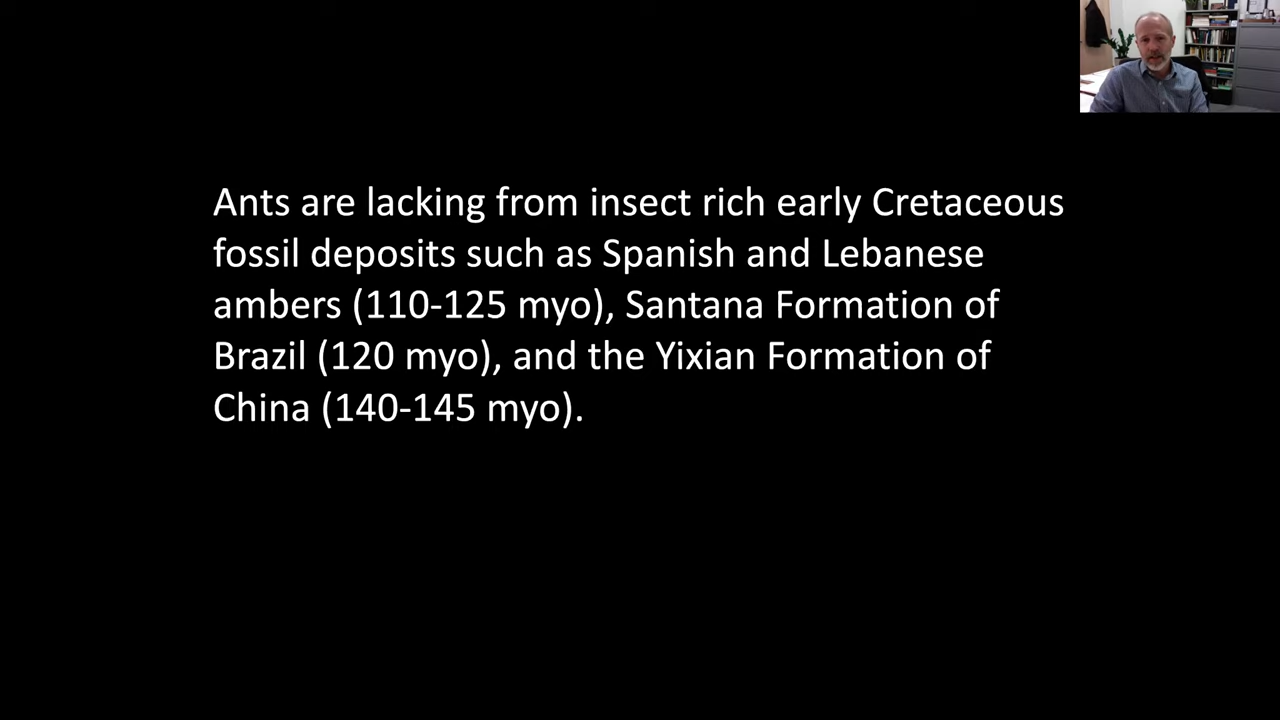 Ants are lacking from insect rich early Cretaceous
fossil deposits such as Spanish and Lebanese
ambers (110-125 myo), Santana Formation of
Brazil (120 myo), and the Yixian Formation of
China (140-145 myo).